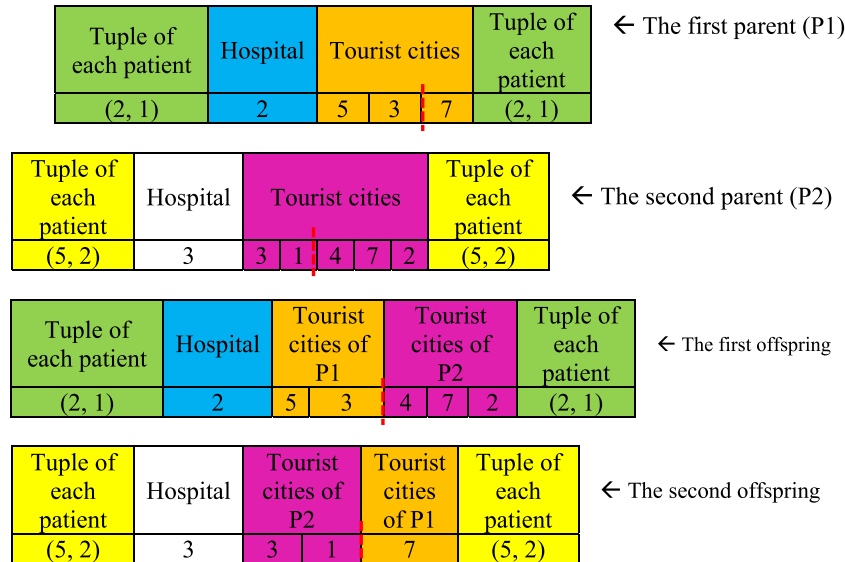 Tuple of
each patient
Hospital
Tourist cities
Tuple of
each
patient
← The first parent (P1)
(2, 1)
2
5
3
7
(2, 1)
Tuple of
each
patient
Hospital
Tourist cities
Tuple of
each
patient
← The second parent (P2)
(5, 2)
3
3
1
4
7
2
(5, 2)
Tuple of
each patient
Hospital
Tourist
cities of
P1
Tourist
cities of
P2
Tuple of
each
patient
← The first offspring
(2, 1)
2
5
3
4
7
2
(2, 1)
Tuple of
each
patient
Hospital
Tourist
cities of
P2
Tourist
cities
of P1
Tuple of
each
patient
← The second offspring
(5, 2)
3
3
1
7
(5, 2)